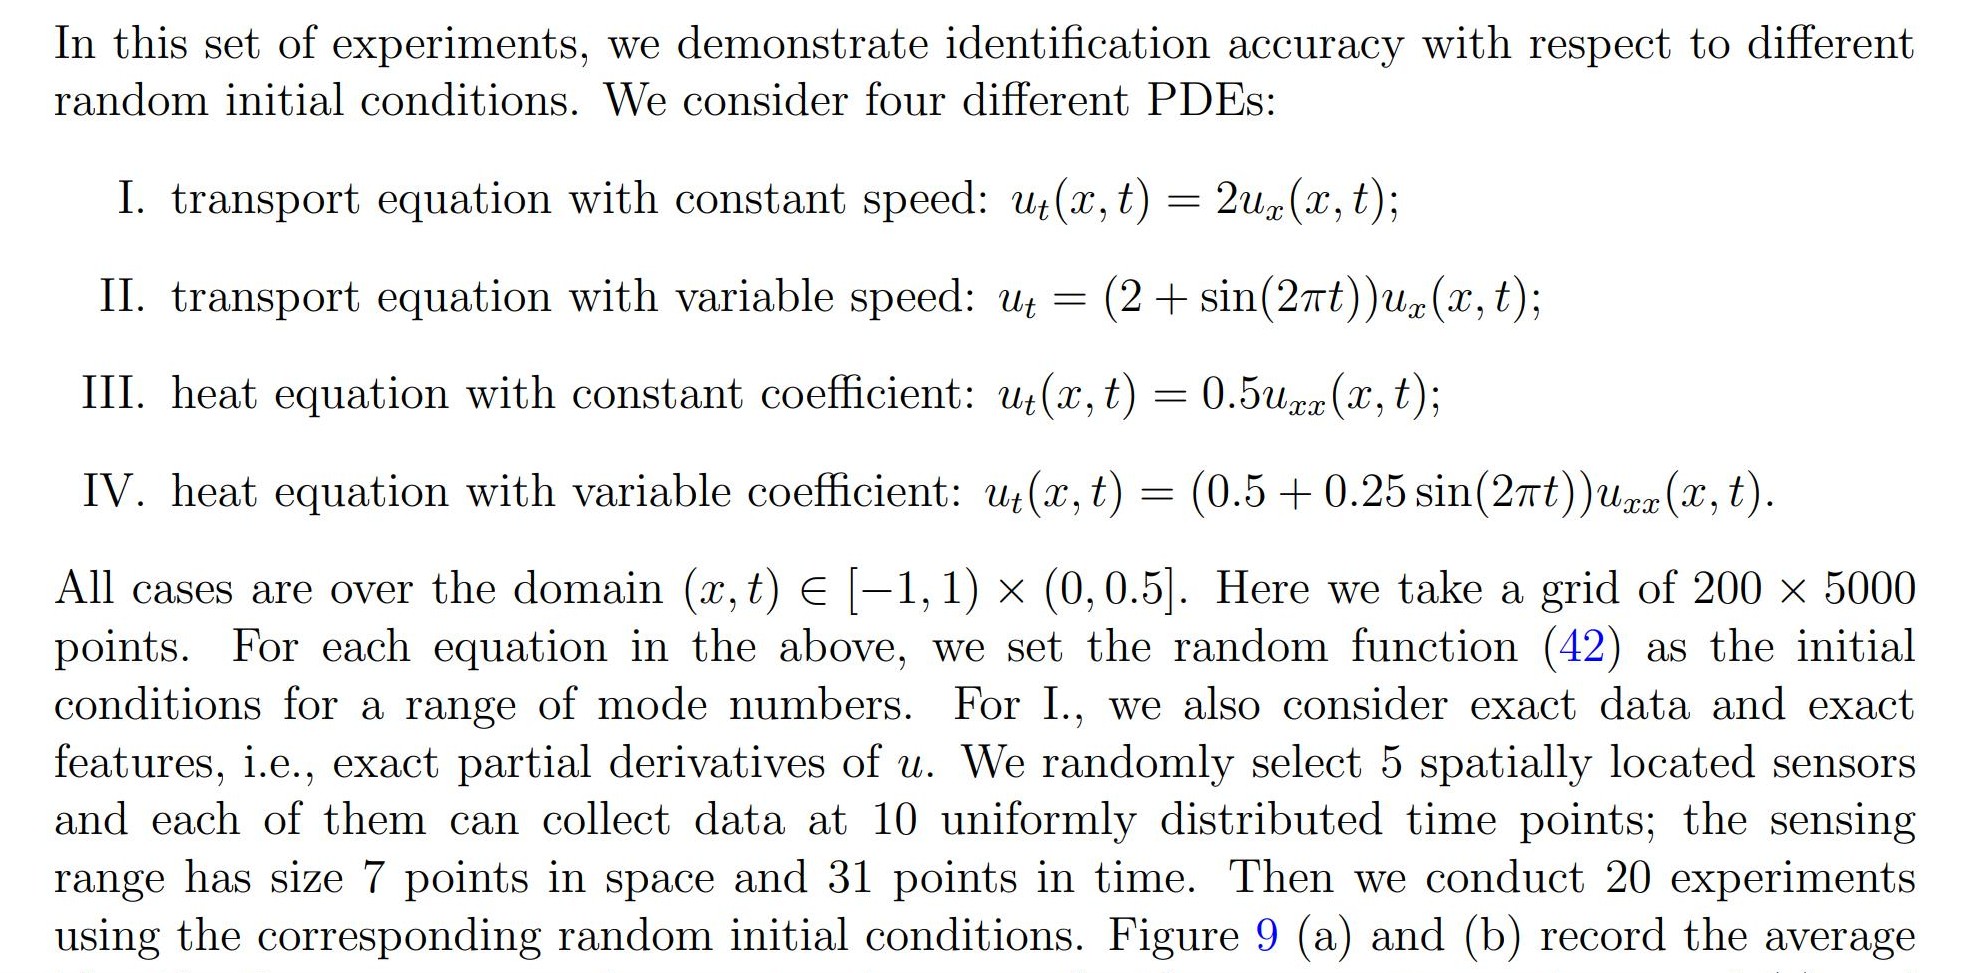 In this set of experiments, we demonstrate identification accuracy with respect to different
random initial conditions. We consider four different PDEs:
I. transport equation with constant speed: u_t(x, t) = 2u_x(x, t);
II. transport equation with variable speed: u_t = (2 + sin(2πt))u_x(x, t);
III. heat equation with constant coefficient: u_t(x, t) = 0.5u_{xx}(x, t);
IV. heat equation with variable coefficient: u_t(x, t) = (0.5 + 0.25 sin(2πt))u_{xx}(x, t).
All cases are over the domain (x, t) ∈ [−1, 1) × (0, 0.5]. Here we take a grid of 200 × 5000
points. For each equation in the above, we set the random function (42) as the initial
conditions for a range of mode numbers. For I., we also consider exact data and exact
features, i.e., exact partial derivatives of u. We randomly select 5 spatially located sensors
and each of them can collect data at 10 uniformly distributed time points; the sensing
range has size 7 points in space and 31 points in time. Then we conduct 20 experiments
using the corresponding random initial conditions. Figure 9 (a) and (b) record the average